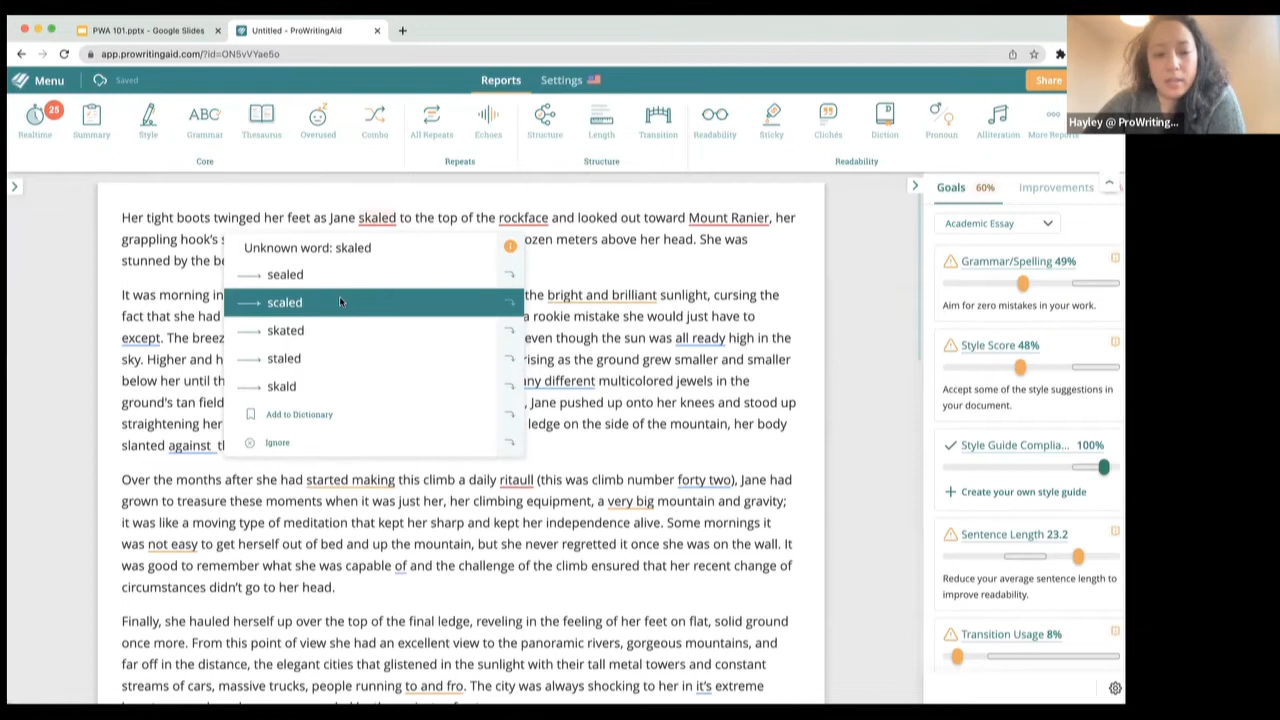 PWA 101.pptx - Google Slides
Untitled - ProWritingAid
app.prowritingaid.com/?id=ON5vVYae5o
Menu
Saved
Reports
Settings
Share
25
ABC
Realtime
Summary
Style
Grammar
Thesaurus
Overused
Combo
All Repeats
Echoes
Structure
Length
Transition
Readability
Sticky
Clichés
Diction
Pronoun
Alliteration
More Reports
Core
Repeats
Structure
Readability
Hayley @ ProWriting...
Her tight boots twinged her feet as Jane skaled to the top of the rockface and looked out toward Mount Ranier, her
grappling hook's ozen meters above her head. She was
stunned by the be
It was morning in the bright and brilliant sunlight, cursing the
fact that she had a rookie mistake she would just have to
except. The breez even though the sun was all ready high in the
sky. Higher and h rising as the ground grew smaller and smaller
below her until th ny different multicolored jewels in the
ground's tan field , Jane pushed up onto her knees and stood up
straightening her ledge on the side of the mountain, her body
slanted against t
Unknown word: skaled
sealed
scaled
skated
staled
skald
Add to Dictionary
Ignore
Over the months after she had started making this climb a daily ritaull (this was climb number forty two), Jane had
grown to treasure these moments when it was just her, her climbing equipment, a very big mountain and gravity;
it was like a moving type of meditation that kept her sharp and kept her independence alive. Some mornings it
was not easy to get herself out of bed and up the mountain, but she never regretted it once she was on the wall. It
was good to remember what she was capable of and the challenge of the climb ensured that her recent change of
circumstances didn't go to her head.
Finally, she hauled herself up over the top of the final ledge, reveling in the feeling of her feet on flat, solid ground
once more. From this point of view she had an excellent view to the panoramic rivers, gorgeous mountains, and
far off in the distance, the elegant cities that glistened in the sunlight with their tall metal towers and constant
streams of cars, massive trucks, people running to and fro. The city was always shocking to her in it's extreme
Goals 60%
Improvements
Academic Essay
Grammar/Spelling 49%
Aim for zero mistakes in your work.
Style Score 48%
Accept some of the style suggestions in
your document.
Style Guide Complia... 100%
Create your own style guide
Sentence Length 23.2
Reduce your average sentence length to
improve readability.
Transition Usage 8%